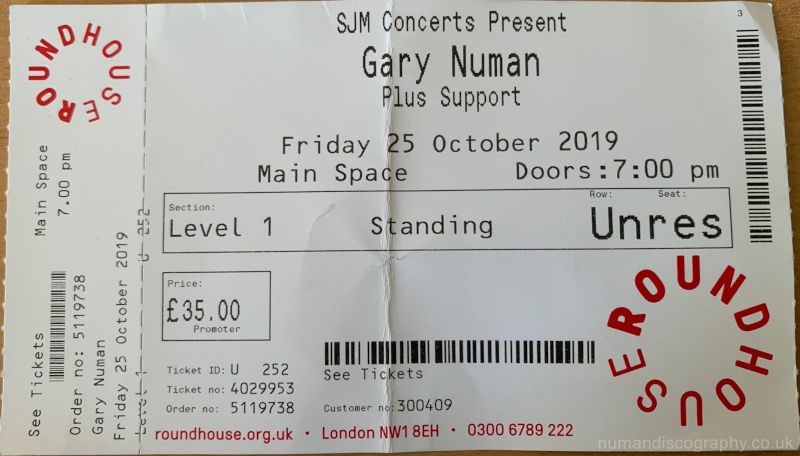 SJM Concerts Present
Gary Numan
Plus Support
Friday 25 October 2019
Main Space Doors:7:00 pm
Section: Row: Seat:
Level 1 Standing Unres
Price:
£35.00
Promoter
Ticket ID: U 252
Ticket no: 4029953
Order no: 5119738
See Tickets
Customer no: 300409
roundhouse.org.uk • London NW1 8EH • 0300 6789 222
ROUNDHOUSE
3
ROUNDHOUSE
Main Space
7.00 pm
See Tickets
Order no: 5119738
Gary Numan
Friday 25 October 2019
Level 1 U 252
numandiscography.co.uk